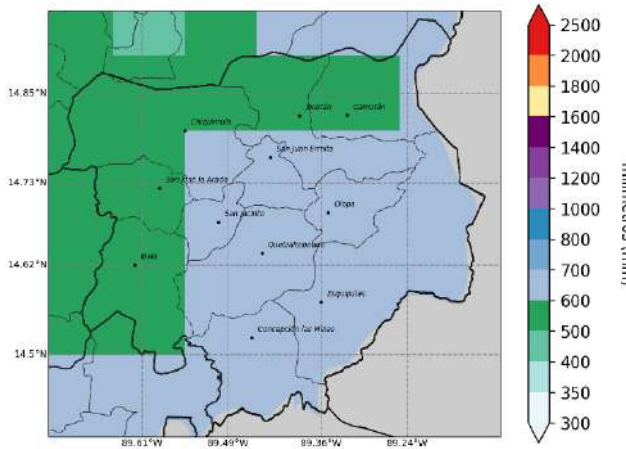 2500
2000
1800
1600
1400
1200
1000
800
700
600
500
400
350
300
14.85°N
14.73°N
14.62°N
14.5°N
89.61°W
89.49°W
89.36°W
89.24°W
Jocotán
Camotán
Chiquimula
San Juan Ermita
San José la Arada
San Jacinto
Olopa
Ipala
Quezaltepeque
Esquipulas
Concepción las Minas